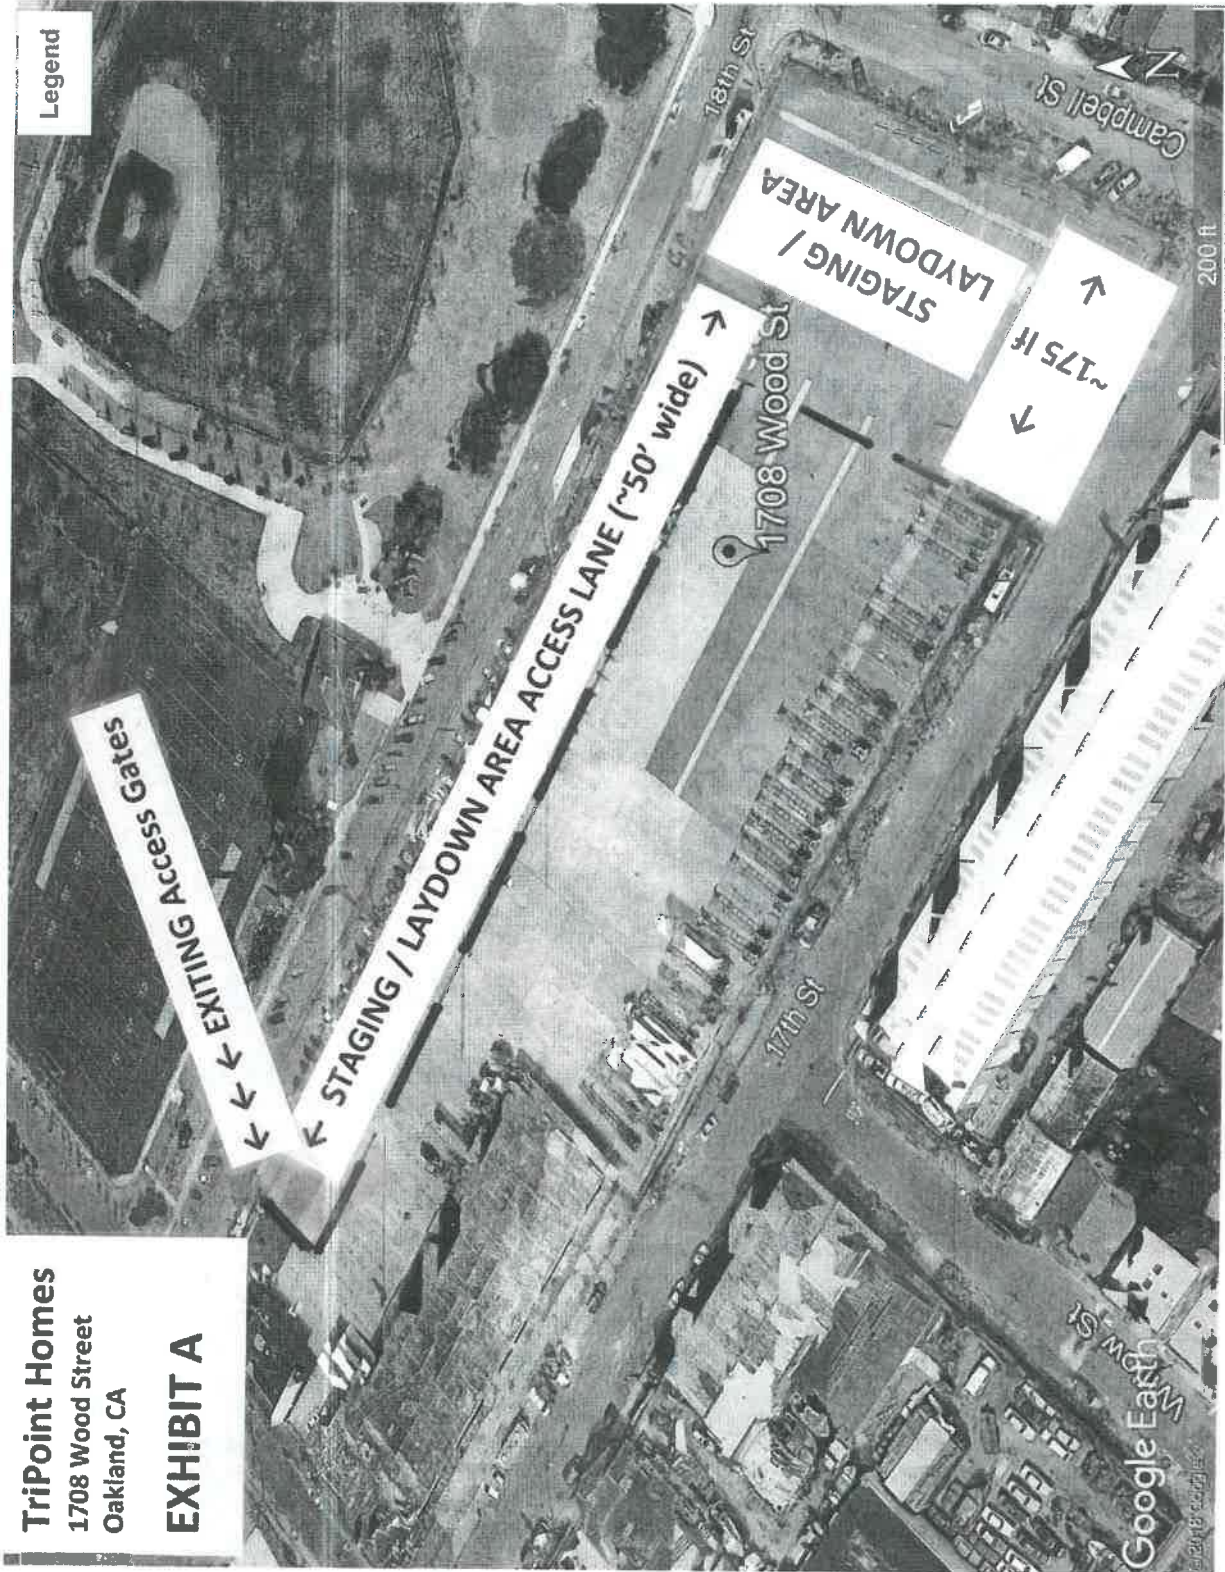 TriPoint Homes
1708 Wood Street
Oakland, CA
EXHIBIT A
Legend
← ← ← EXITING Access Gates
← STAGING / LAYDOWN AREA ACCESS LANE (~50' wide) →
STAGING /
LAYDOWN AREA
← ~175 lf →
1708 Wood St
18th St
17th St
Campbell St
Willow St
N
200 ft
Google Earth